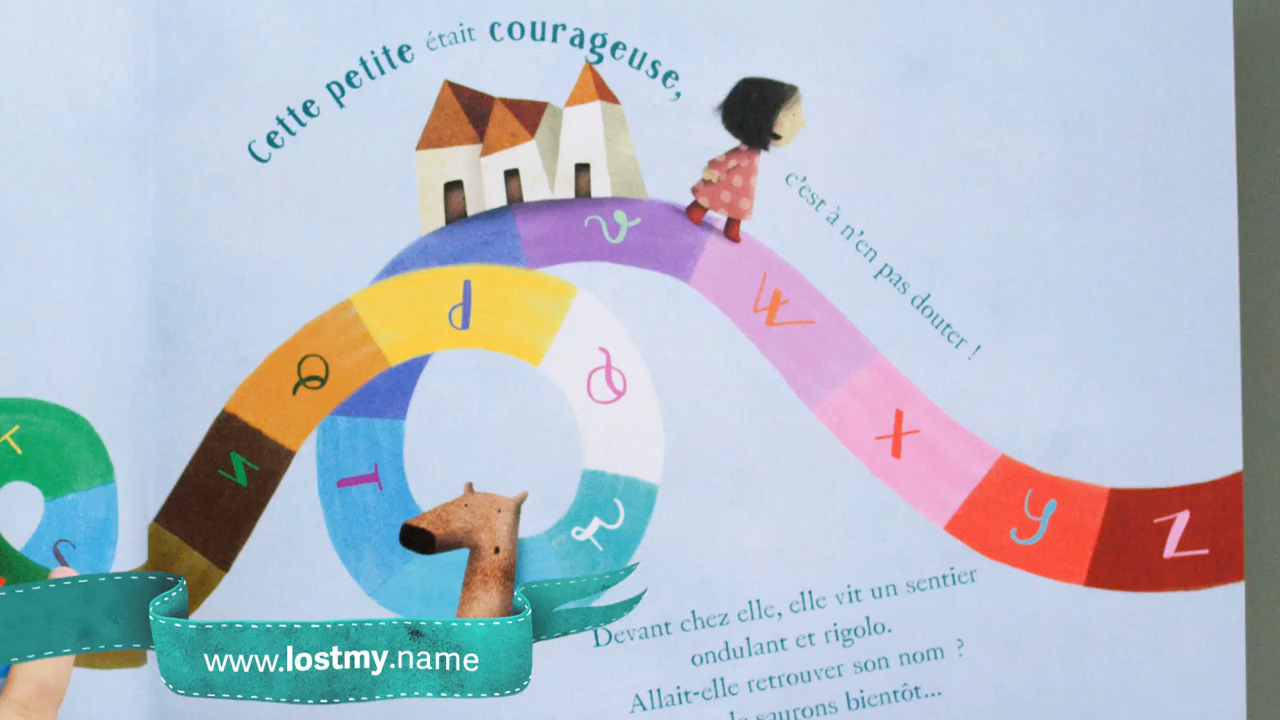 Cette petite était courageuse,
c'est à n'en pas douter !
T
J
N
O
P
Q
R
T
V
W
X
y
Z
Devant chez elle, elle vit un sentier
ondulant et rigolo.
Allait-elle retrouver son nom ?
saurons bientôt...
www.lostmy.name